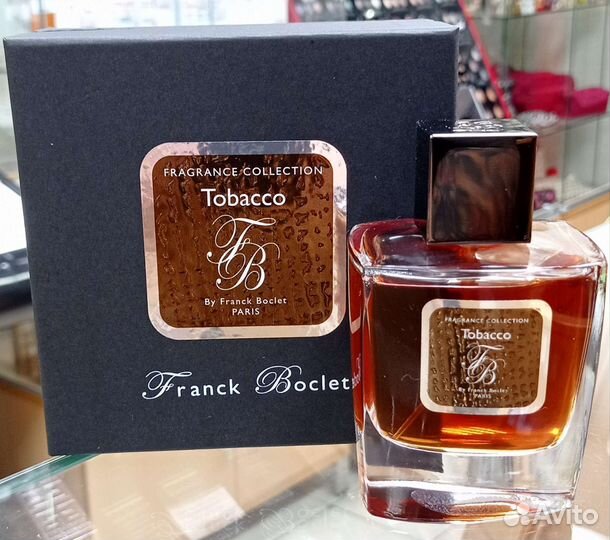 FRAGRANCE COLLECTION
Tobacco
FB
By Franck Boclet
PARIS
Franck Boclet
FRAGRANCE COLLECTION
Tobacco
FB
By Franck Boclet
PARIS
Avito